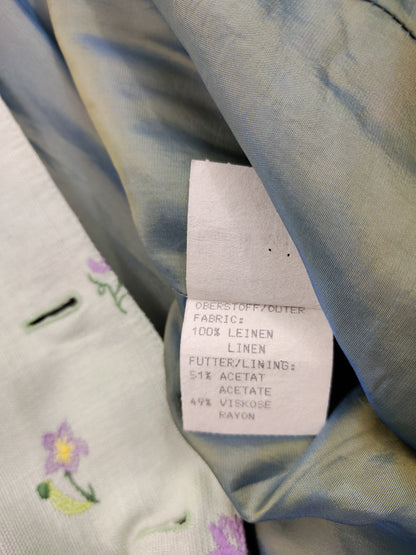 OBERSTOFF/OUTER
FABRIC:
100% LEINEN
LINEN
FUTTER/LINING:
51% ACETAT
ACETATE
49% VISKOSE
RAYON